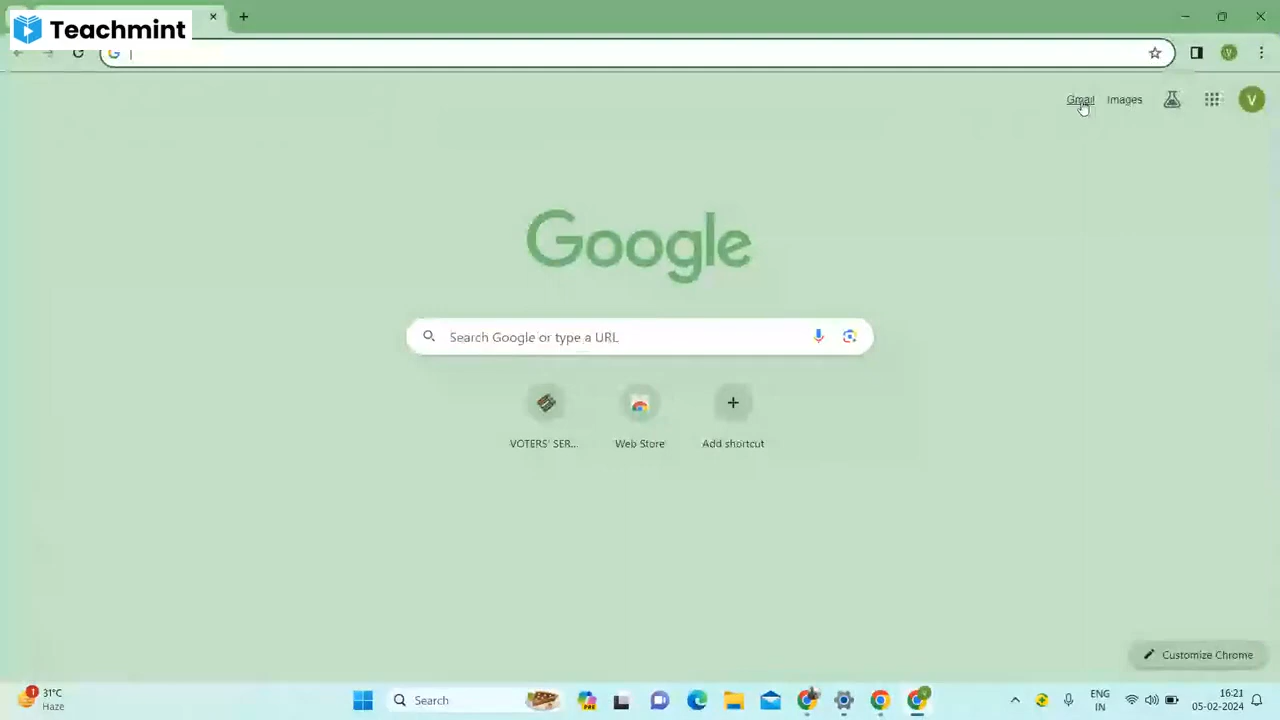 Teachmint
Gmail
Images
V
Google
Search Google or type a URL
VOTERS' SER...
Web Store
Add shortcut
Customize Chrome
1
31°C
Haze
Search
ENG
IN
16:21
05-02-2024